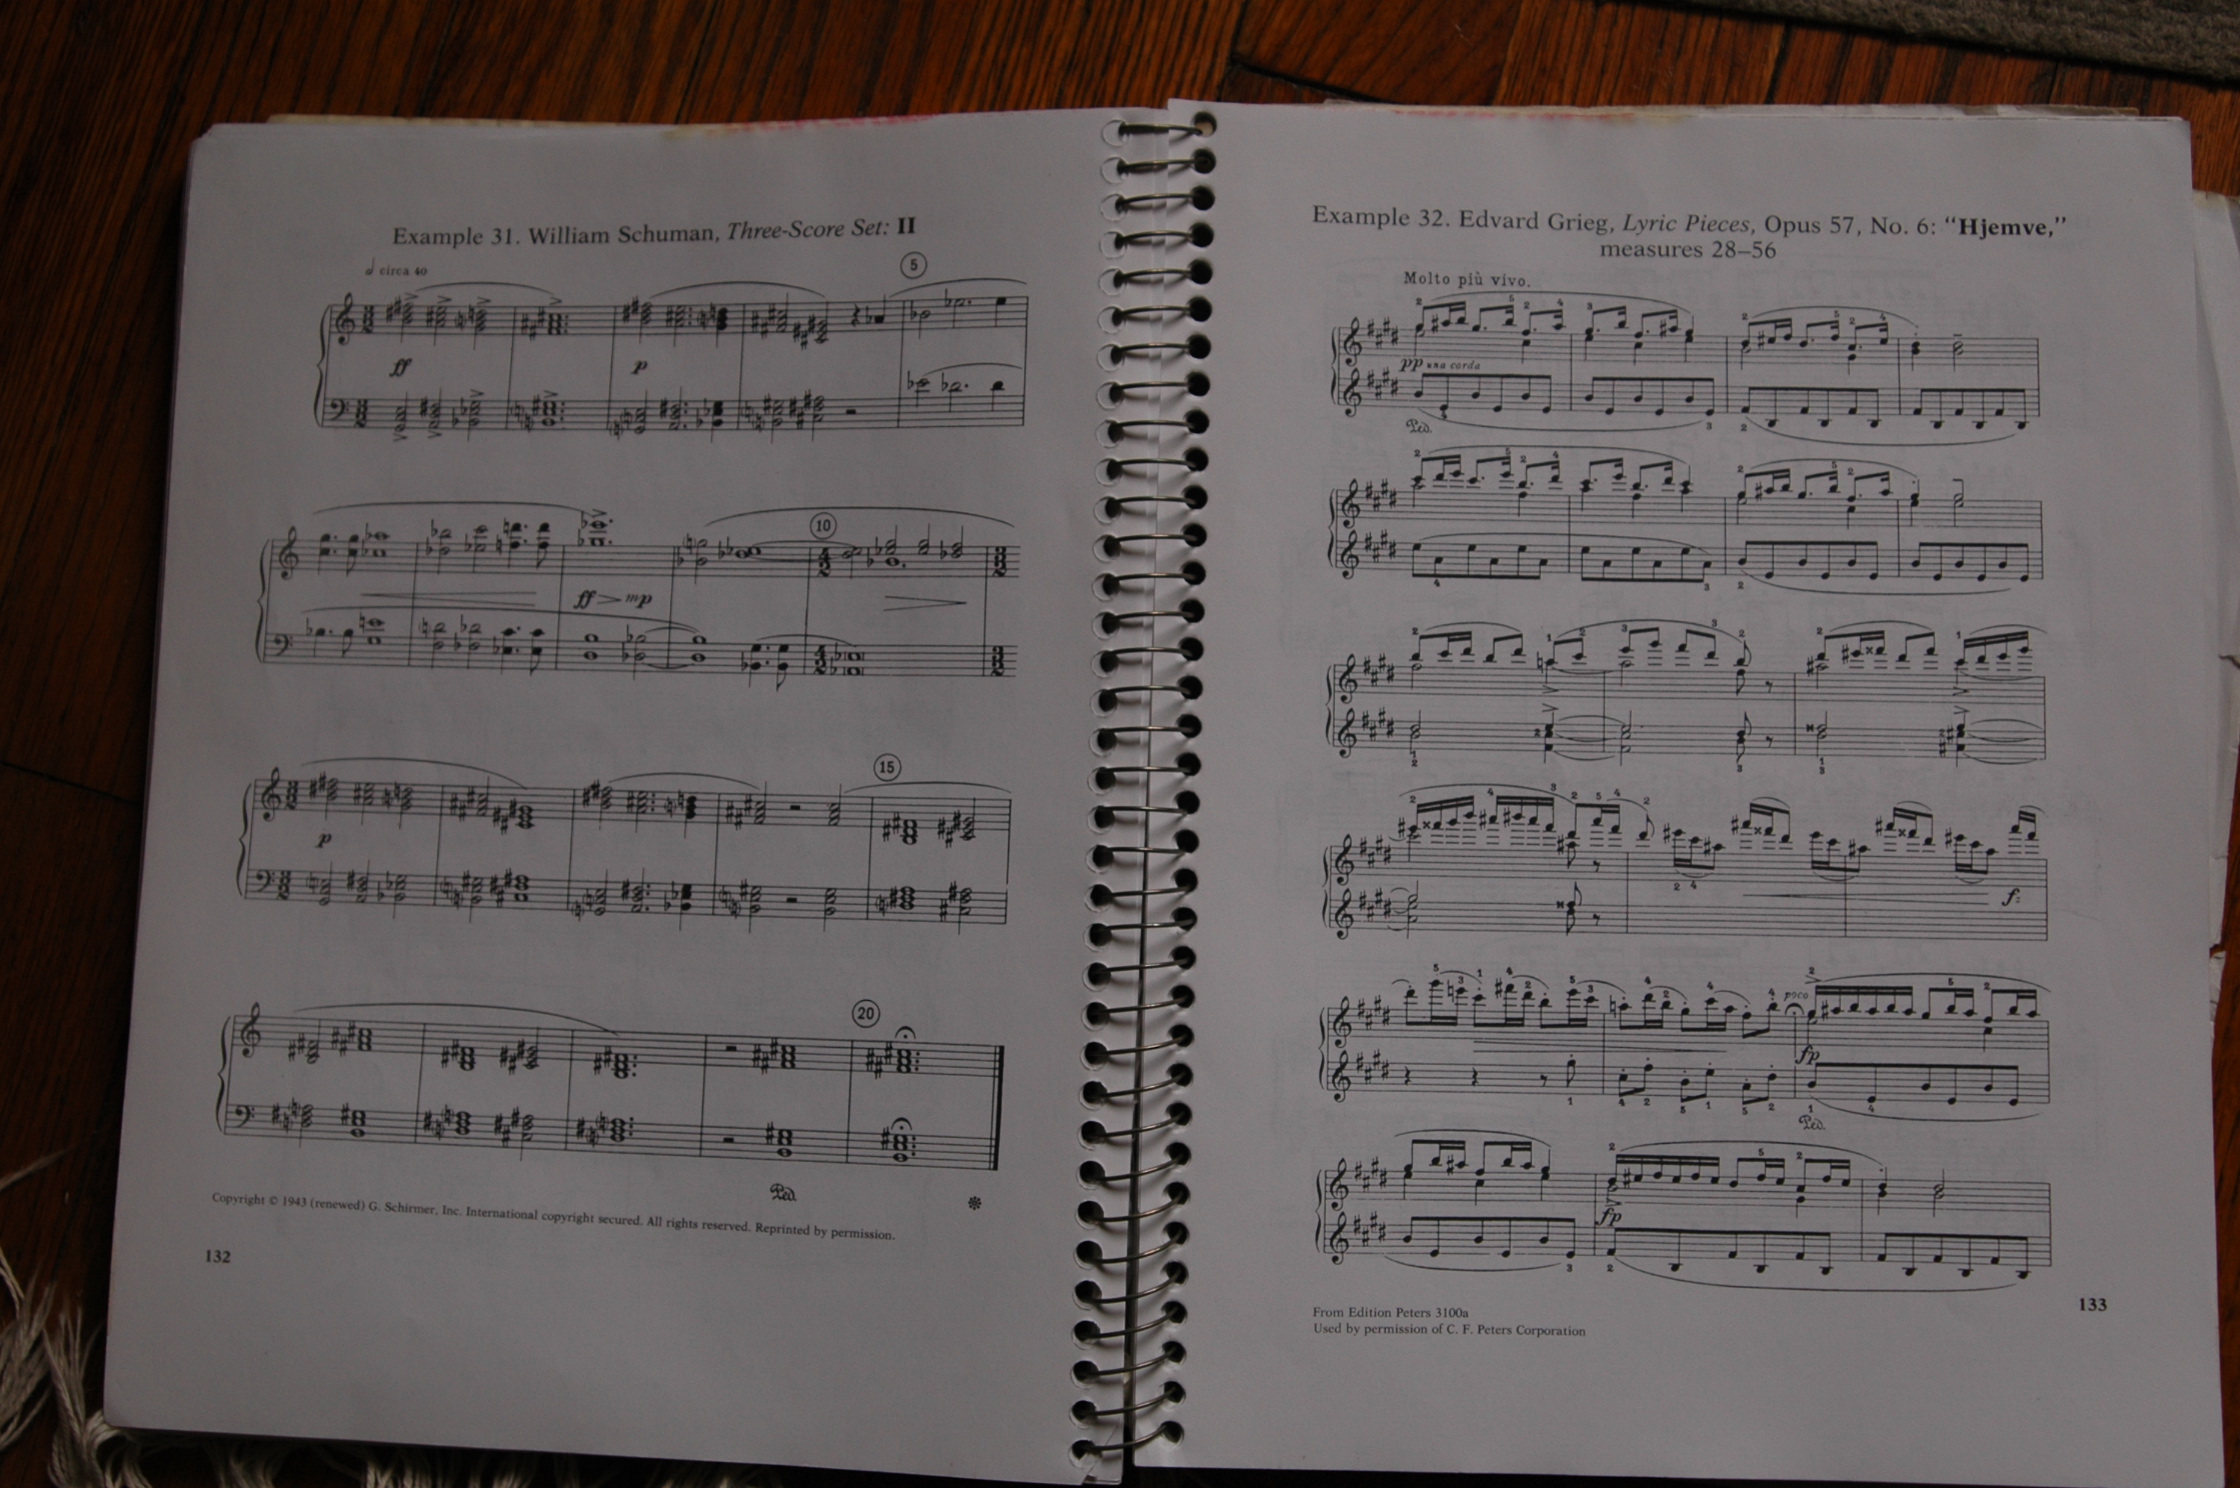 Example 31. William Schuman, Three-Score Set: II
circa 40
5
ff
p
10
ff > mp
15
p
20
Ped.
Copyright © 1943 (renewed) G. Schirmer, Inc. International copyright secured. All rights reserved. Reprinted by permission.
132
Example 32. Edvard Grieg, Lyric Pieces, Opus 57, No. 6: “Hjemve,”
measures 28–56
Molto più vivo.
pp una corda
Ped.
f
poco
fp
Ped.
fp
From Edition Peters 3100a
Used by permission of C. F. Peters Corporation
133